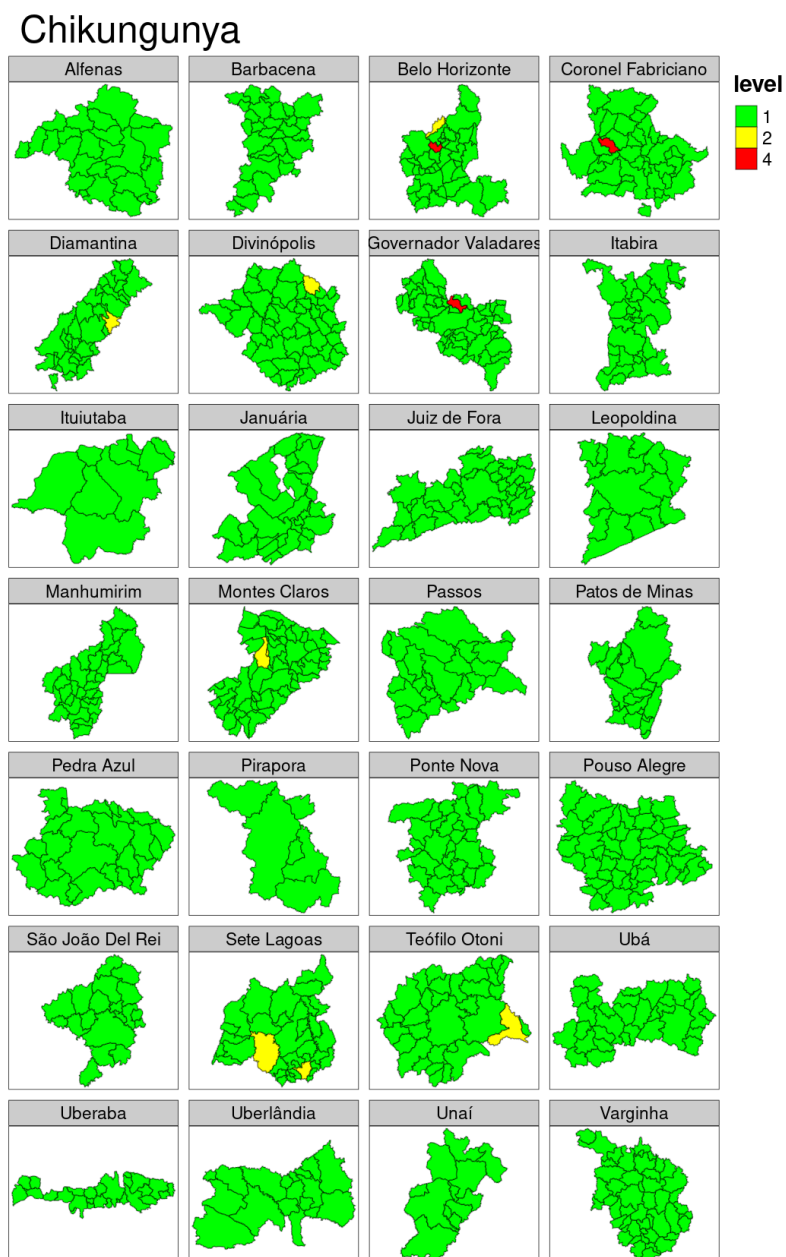 Chikungunya
Alfenas
Barbacena
Belo Horizonte
Coronel Fabriciano
level
1
2
4
Diamantina
Divinópolis
Governador Valadares
Itabira
Ituiutaba
Januária
Juiz de Fora
Leopoldina
Manhumirim
Montes Claros
Passos
Patos de Minas
Pedra Azul
Pirapora
Ponte Nova
Pouso Alegre
São João Del Rei
Sete Lagoas
Teófilo Otoni
Ubá
Uberaba
Uberlândia
Unaí
Varginha